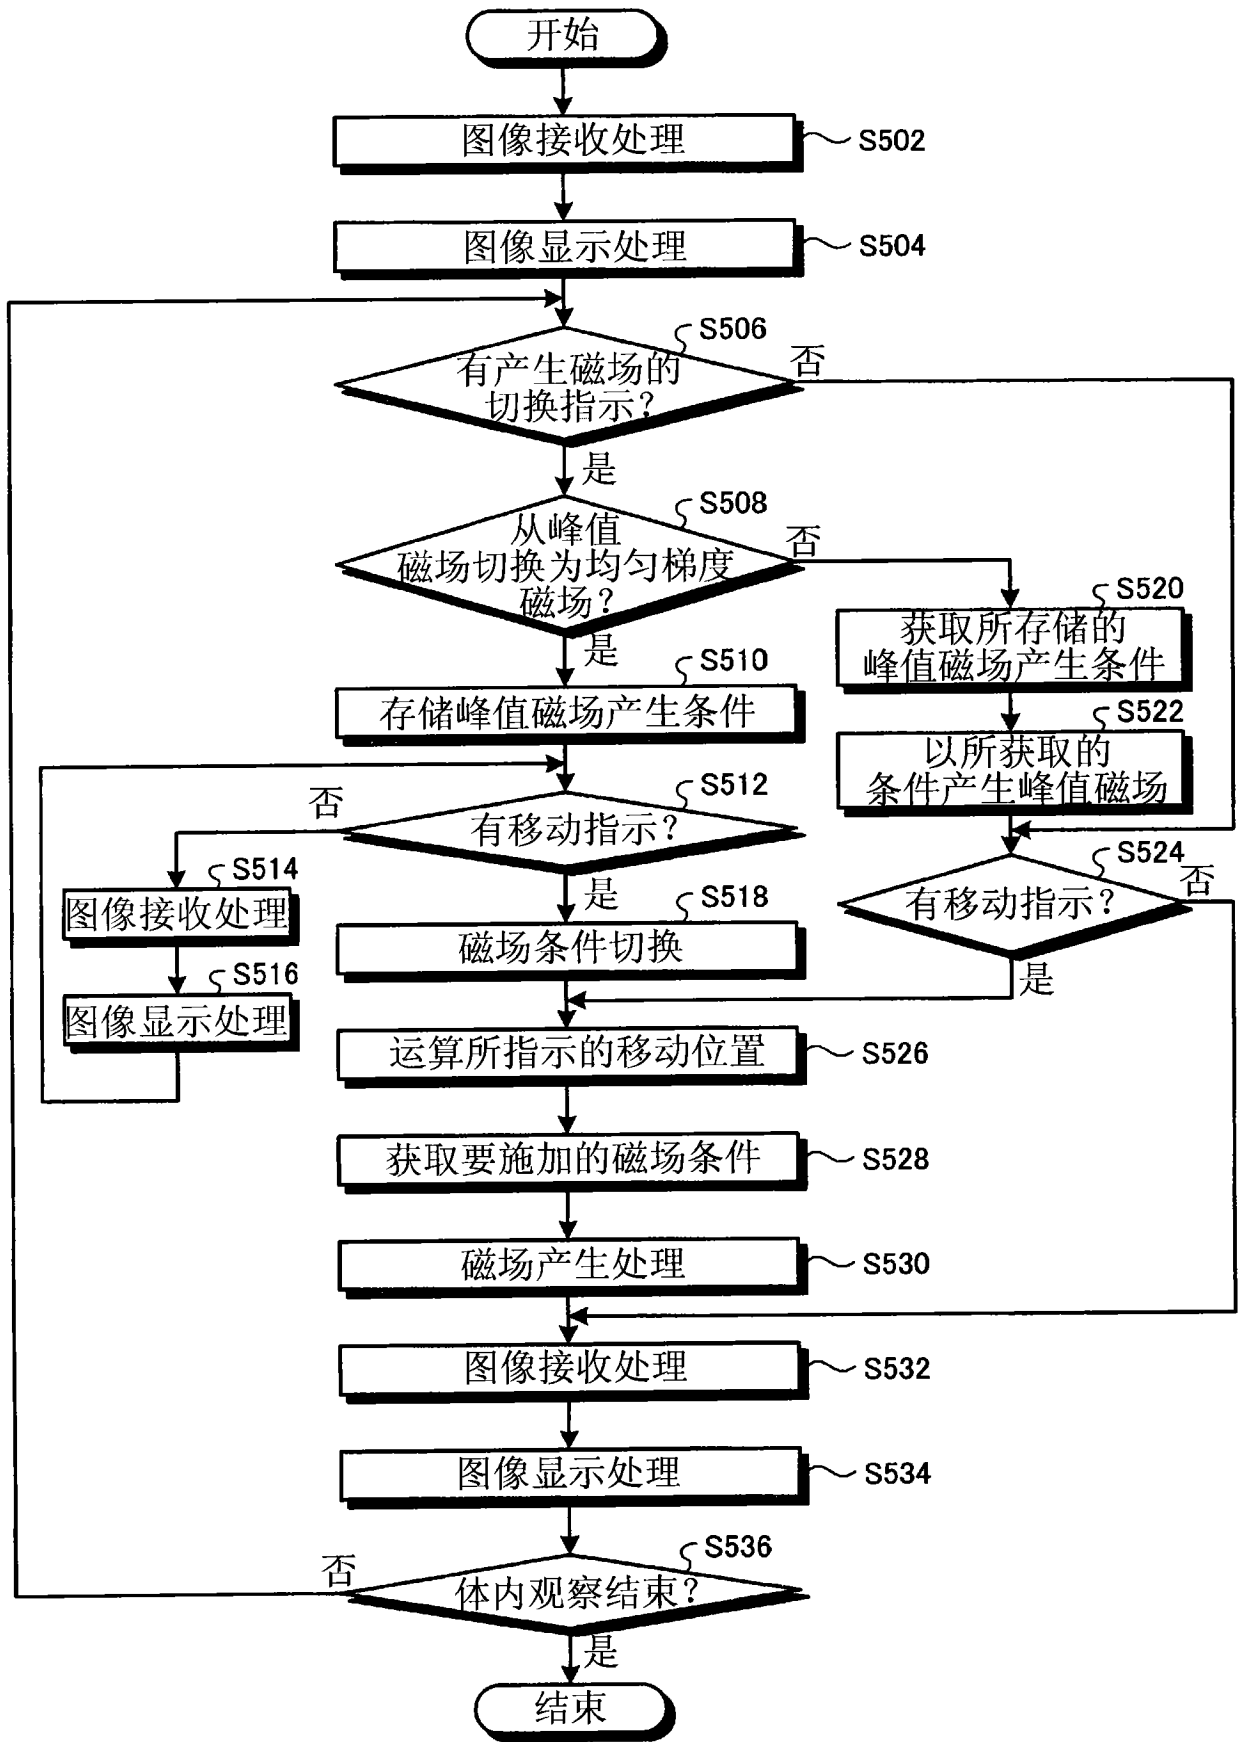 开始
图像接收处理
S502
图像显示处理
S504
S506
有产生磁场的
切换指示？
否
是
S508
从峰值
磁场切换为均匀梯度
磁场？
否
是
S520
获取所存储的
峰值磁场产生条件
S510
存储峰值磁场产生条件
S522
以所获取的
条件产生峰值磁场
S512
有移动指示？
否
是
S514
图像接收处理
S516
图像显示处理
S518
磁场条件切换
S524
有移动指示？
否
是
运算所指示的移动位置
S526
获取要施加的磁场条件
S528
磁场产生处理
S530
图像接收处理
S532
图像显示处理
S534
S536
体内观察结束？
否
是
结束